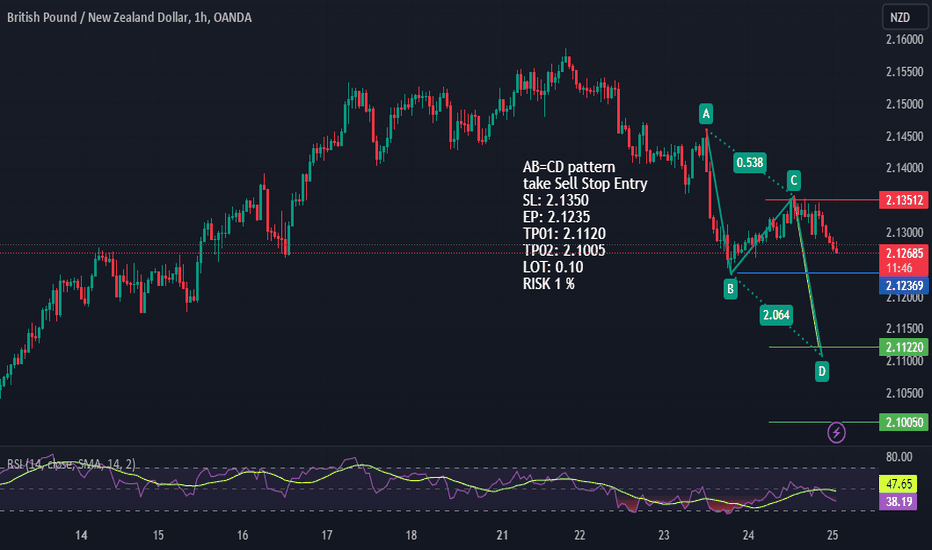 British Pound / New Zealand Dollar, 1h, OANDA
NZD
2.16000
2.15500
2.15000
2.14500
2.14000
2.13512
2.13000
2.12685
11:46
2.12369
2.12000
2.11500
2.11220
2.11000
2.10500
2.10050
A
0.538
C
B
2.064
D
AB=CD pattern
take Sell Stop Entry
SL: 2.1350
EP: 2.1235
TP01: 2.1120
TP02: 2.1005
LOT: 0.10
RISK 1 %
RSI (14, close, SMA, 14, 2)
80.00
47.65
38.19
14
15
16
17
18
21
22
23
24
25